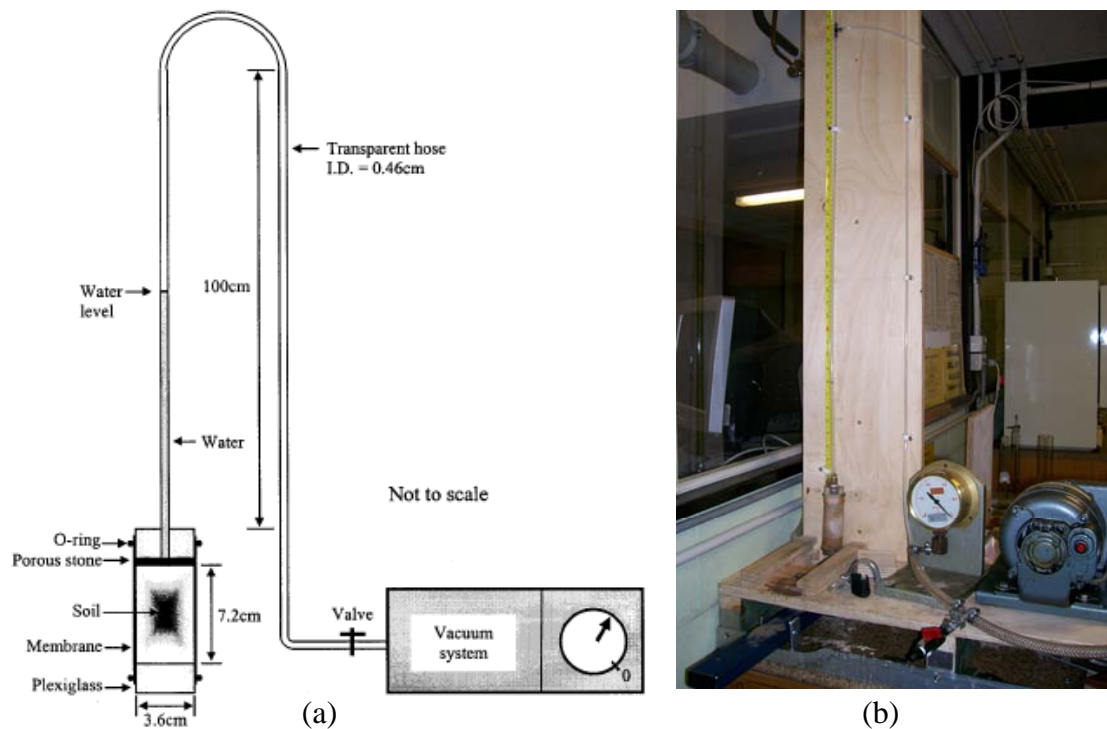 Transparent hose
I.D. = 0.46cm
Water
level
100cm
Water
Not to scale
O-ring
Porous stone
Soil
7.2cm
Membrane
Plexiglass
3.6cm
Valve
Vacuum
system
0
(a)
(b)